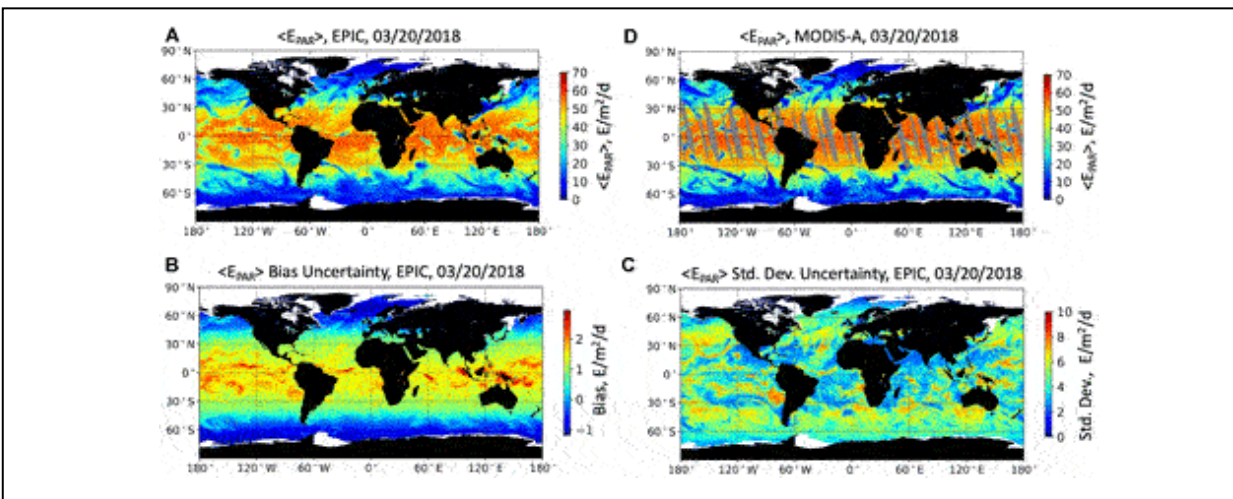 A <E_PAR>, EPIC, 03/20/2018
90°N
60°N
30°N
0°
30°S
60°S
180° 120°W 60°W 0° 60°E 120°E 180°
70
60
50
40
30
20
10
0
<E_PAR>, E/m²/d
D <E_PAR>, MODIS-A, 03/20/2018
90°N
60°N
30°N
0°
30°S
60°S
180° 120°W 60°W 0° 60°E 120°E 180°
70
60
50
40
30
20
10
0
<E_PAR>, E/m²/d
B <E_PAR> Bias Uncertainty, EPIC, 03/20/2018
90°N
60°N
30°N
0°
30°S
60°S
180° 120°W 60°W 0° 60°E 120°E 180°
2
1
0
−1
Bias, E/m²/d
C <E_PAR> Std. Dev. Uncertainty, EPIC, 03/20/2018
90°N
60°N
30°N
0°
30°S
60°S
180° 120°W 60°W 0° 60°E 120°E 180°
10
8
6
4
2
0
Std. Dev., E/m²/d